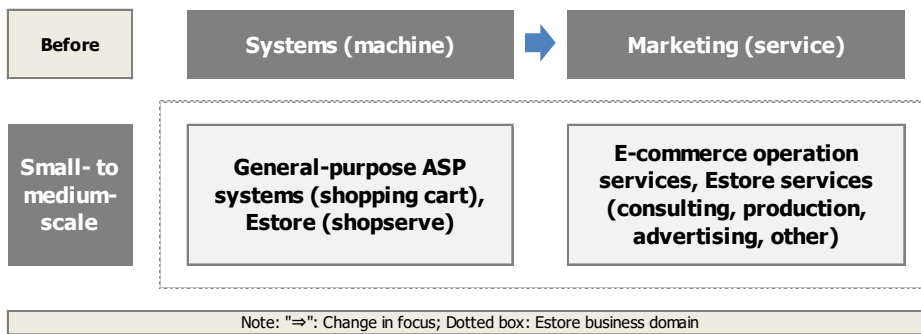 Before
Systems (machine)
Marketing (service)
Small- to
medium-
scale
General-purpose ASP
systems (shopping cart),
Estore (shopserve)
E-commerce operation
services, Estore services
(consulting, production,
advertising, other)
Note: "⇒": Change in focus; Dotted box: Estore business domain